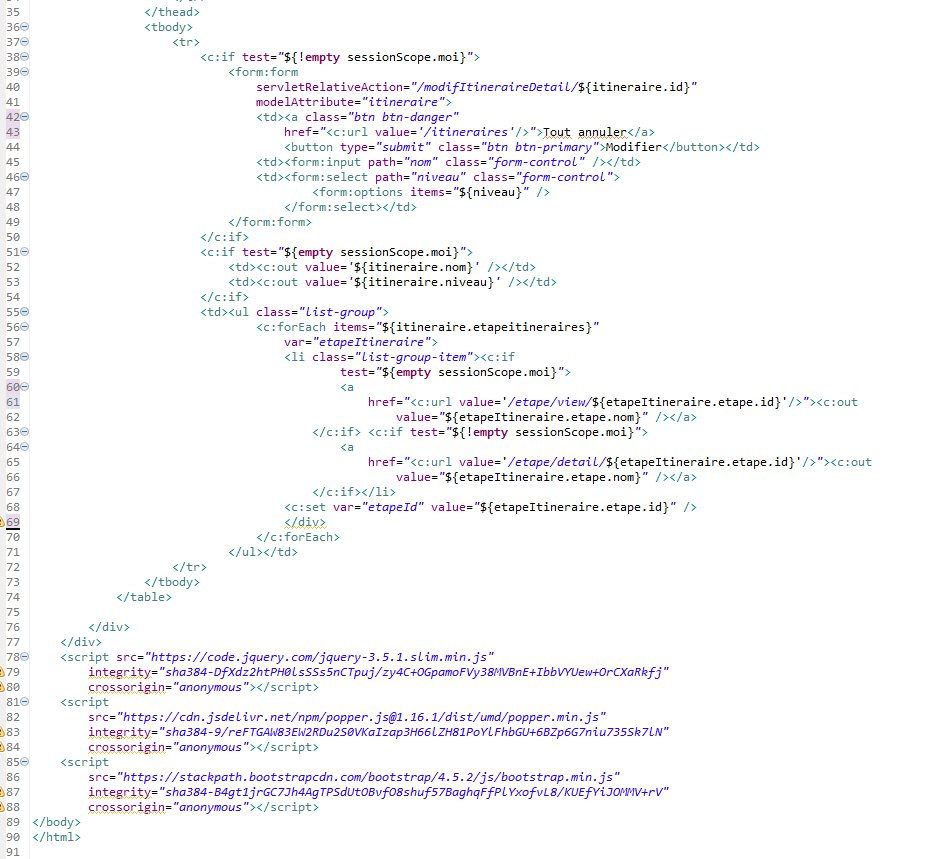 35 </thead>
36 <tbody>
37 <tr>
38 <c:if test="${!empty sessionScope.moi}">
39 <form:form
40 servletRelativeAction="/modifItineraireDetail/${itineraire.id}"
41 modelAttribute="itineraire">
42 <td><a class="btn btn-danger"
43 href="<c:url value='/itineraires'/>">Tout annuler</a>
44 <button type="submit" class="btn btn-primary">Modifier</button></td>
45 <td><form:input path="nom" class="form-control" /></td>
46 <td><form:select path="niveau" class="form-control">
47 <form:options items="${niveau}" />
48 </form:select></td>
49 </form:form>
50 </c:if>
51 <c:if test="${empty sessionScope.moi}">
52 <td><c:out value='${itineraire.nom}' /></td>
53 <td><c:out value='${itineraire.niveau}' /></td>
54 </c:if>
55 <td><ul class="list-group">
56 <c:forEach items="${itineraire.etapeitineraires}"
57 var="etapeItineraire">
58 <li class="list-group-item"><c:if
59 test="${empty sessionScope.moi}">
60 <a
61 href="<c:url value='/etape/view/${etapeItineraire.etape.id}'/>"><c:out
62 value="${etapeItineraire.etape.nom}" /></a>
63 </c:if> <c:if test="${!empty sessionScope.moi}">
64 <a
65 href="<c:url value='/etape/detail/${etapeItineraire.etape.id}'/>"><c:out
66 value="${etapeItineraire.etape.nom}" /></a>
67 </c:if></li>
68 <c:set var="etapeId" value="${etapeItineraire.etape.id}" />
69 </div>
70 </c:forEach>
71 </ul></td>
72 </tr>
73 </tbody>
74 </table>
75
76 </div>
77 </div>
78 <script src="https://code.jquery.com/jquery-3.5.1.slim.min.js"
79 integrity="sha384-DfXdz2htPH0lsSSs5nCTpuj/zy4C+OGpamoFVy38MVBnE+IbbVYUew+OrCXaRkfj"
80 crossorigin="anonymous"></script>
81 <script
82 src="https://cdn.jsdelivr.net/npm/popper.js@1.16.1/dist/umd/popper.min.js"
83 integrity="sha384-9/reFTGAW83EW2RDu2S0VKaIzap3H66lZH81PoYlFhbGU+6BZp6G7niu735Sk7lN"
84 crossorigin="anonymous"></script>
85 <script
86 src="https://stackpath.bootstrapcdn.com/bootstrap/4.5.2/js/bootstrap.min.js"
87 integrity="sha384-B4gt1jrGC7Jh4AgTPSdUtOBvfO8shuf57BaghqFfPlYxofvL8/KUEfYiJOMMV+rV"
88 crossorigin="anonymous"></script>
89 </body>
90 </html>
91